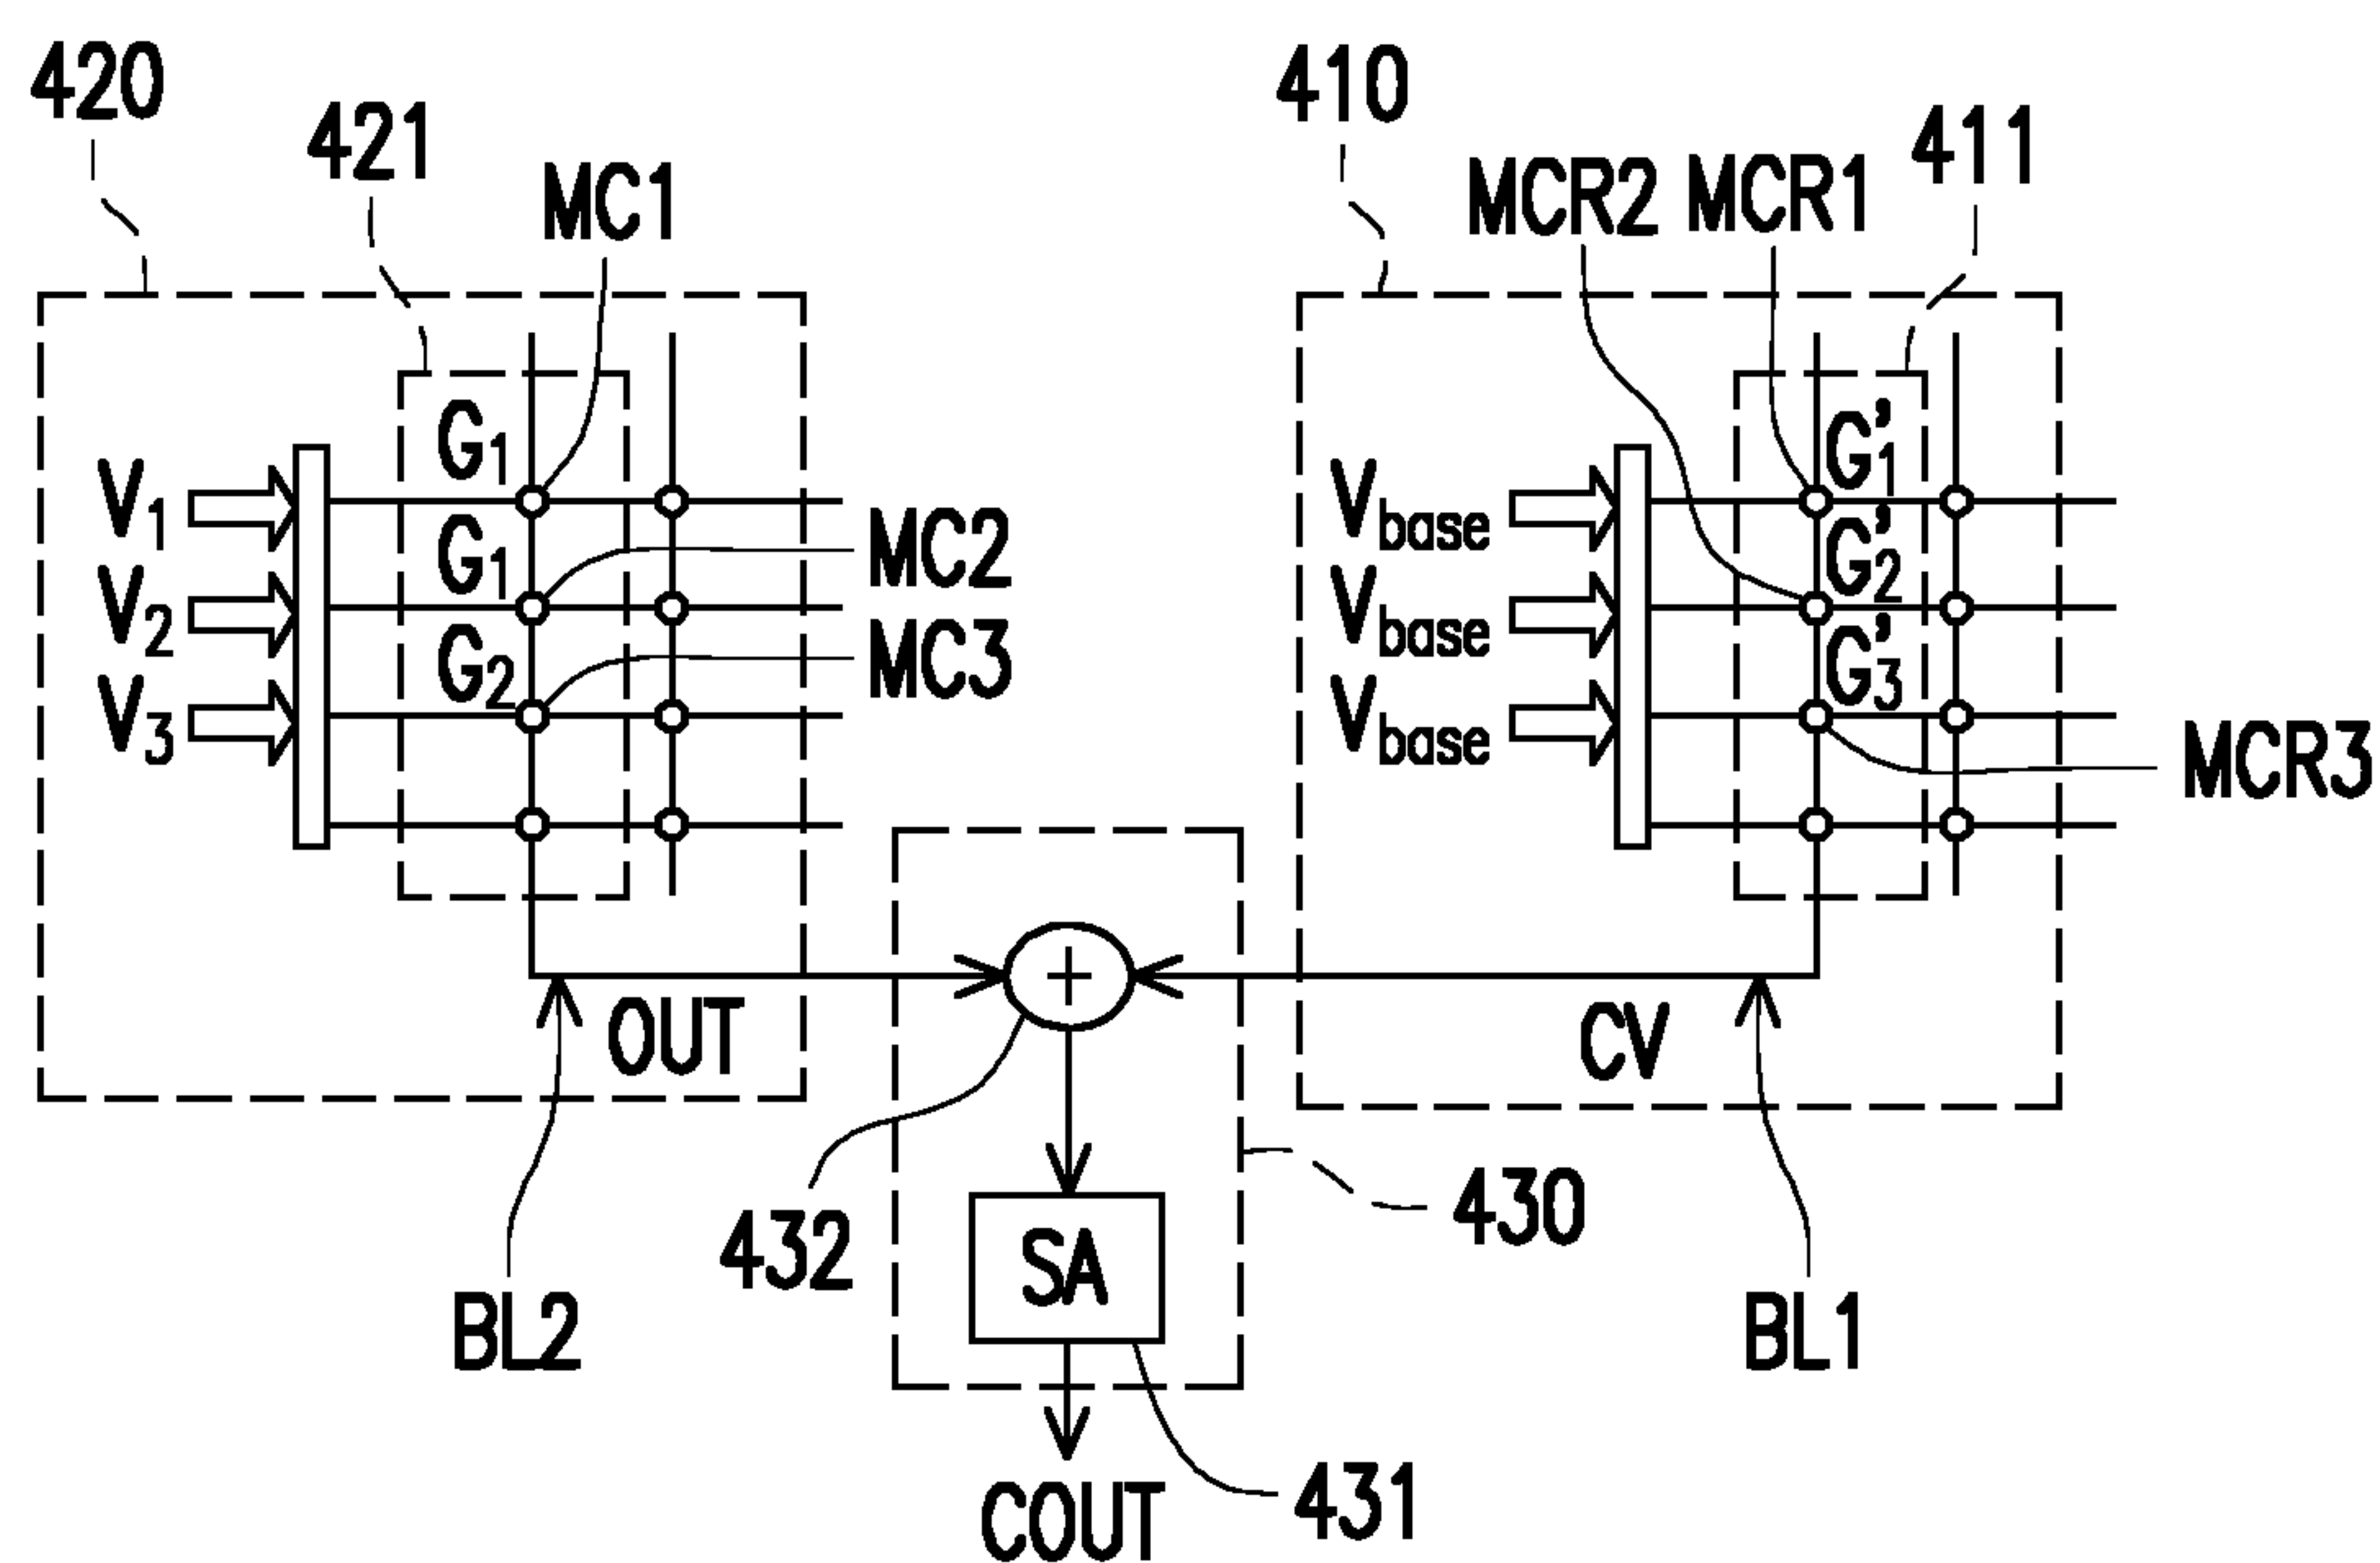 420
410
421
411
MC1
MCR2
MCR1
G1
G'1
V1
Vbase
G1
MC2
G'2
V2
Vbase
G2
MC3
G'3
V3
Vbase
MCR3
OUT
CV
432
430
SA
BL2
BL1
431
COUT